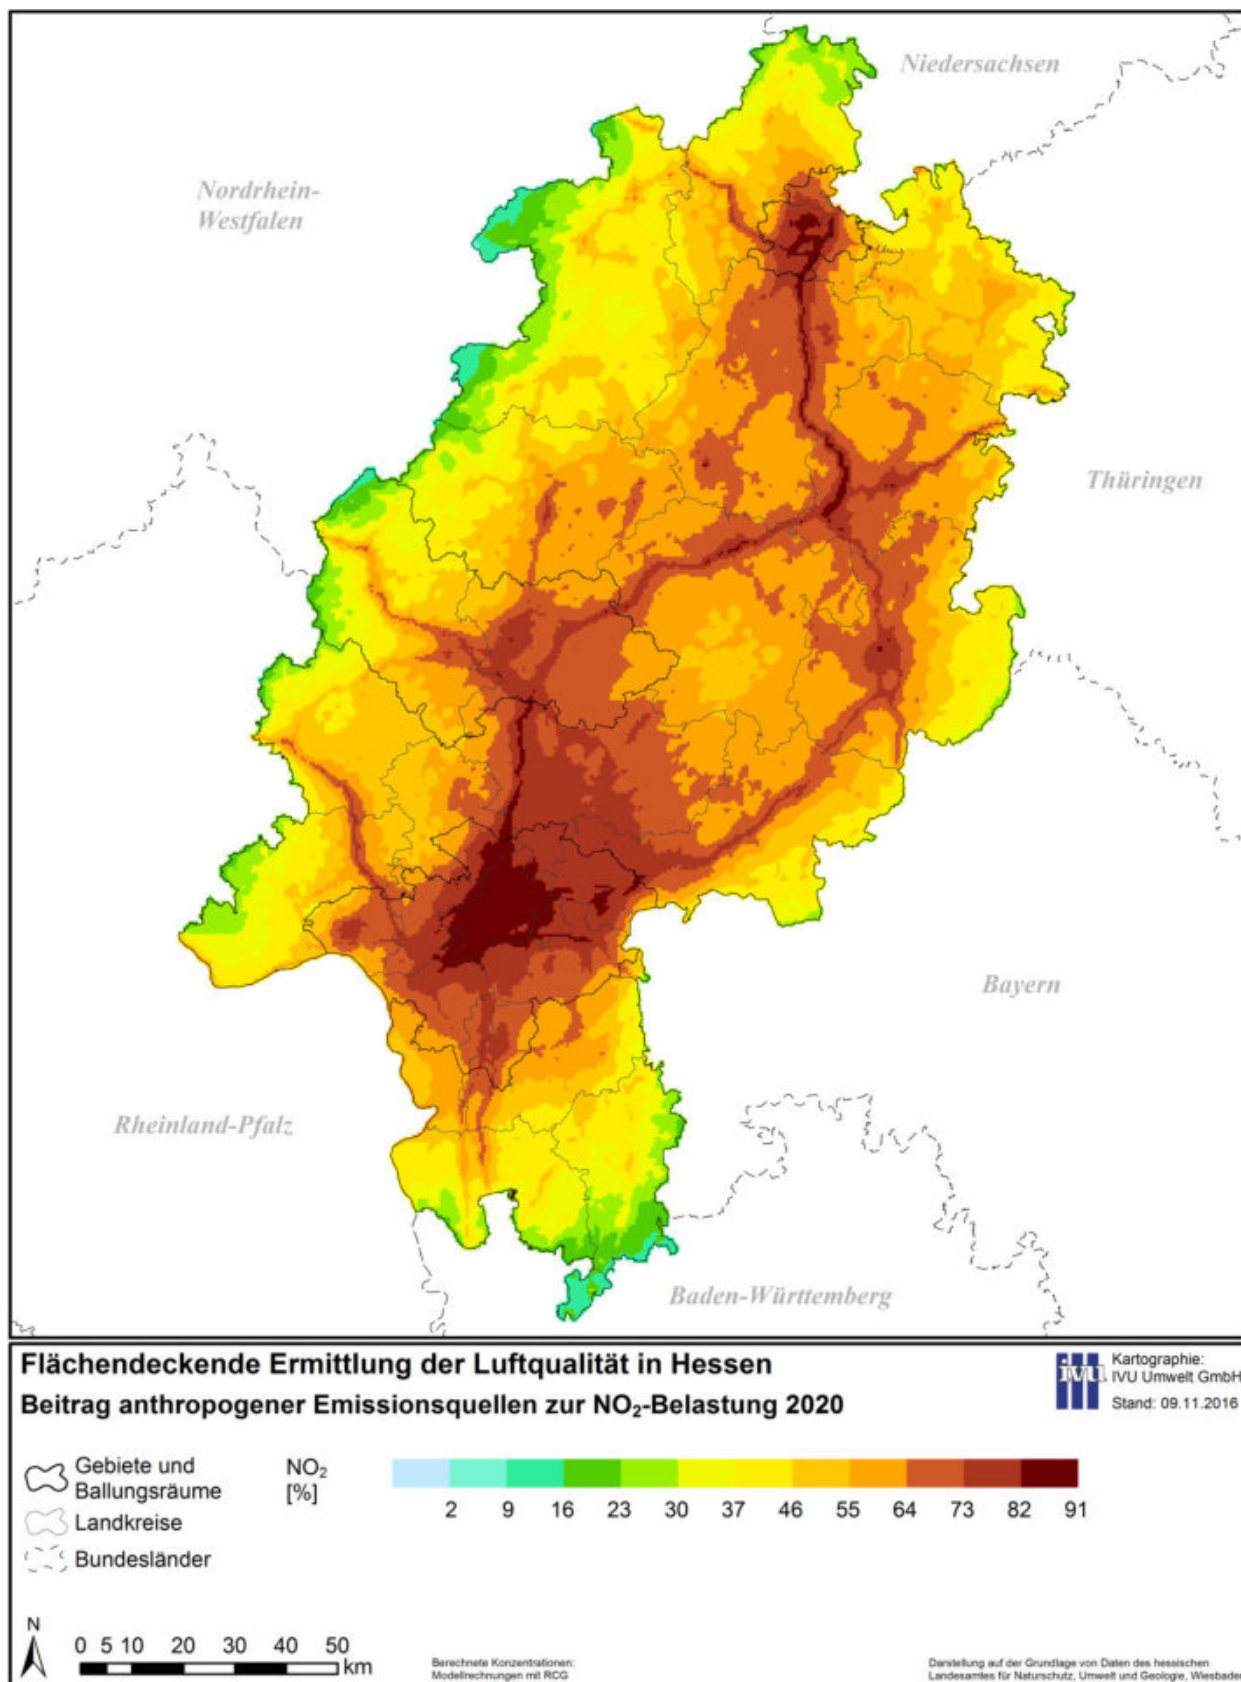 Niedersachsen
Nordrhein-
Westfalen
Thüringen
Bayern
Rheinland-Pfalz
Baden-Württemberg
Flächendeckende Ermittlung der Luftqualität in Hessen
Beitrag anthropogener Emissionsquellen zur NO₂-Belastung 2020
ivu
Kartographie:
IVU Umwelt GmbH
Stand: 09.11.2016
Gebiete und
Ballungsräume
Landkreise
Bundesländer
NO₂
[%]
2 9 16 23 30 37 46 55 64 73 82 91
N
0 5 10 20 30 40 50
km
Berechnete Konzentrationen:
Modellrechnungen mit RCG
Darstellung auf der Grundlage von Daten des hessischen
Landesamtes für Naturschutz, Umwelt und Geologie, Wiesbaden